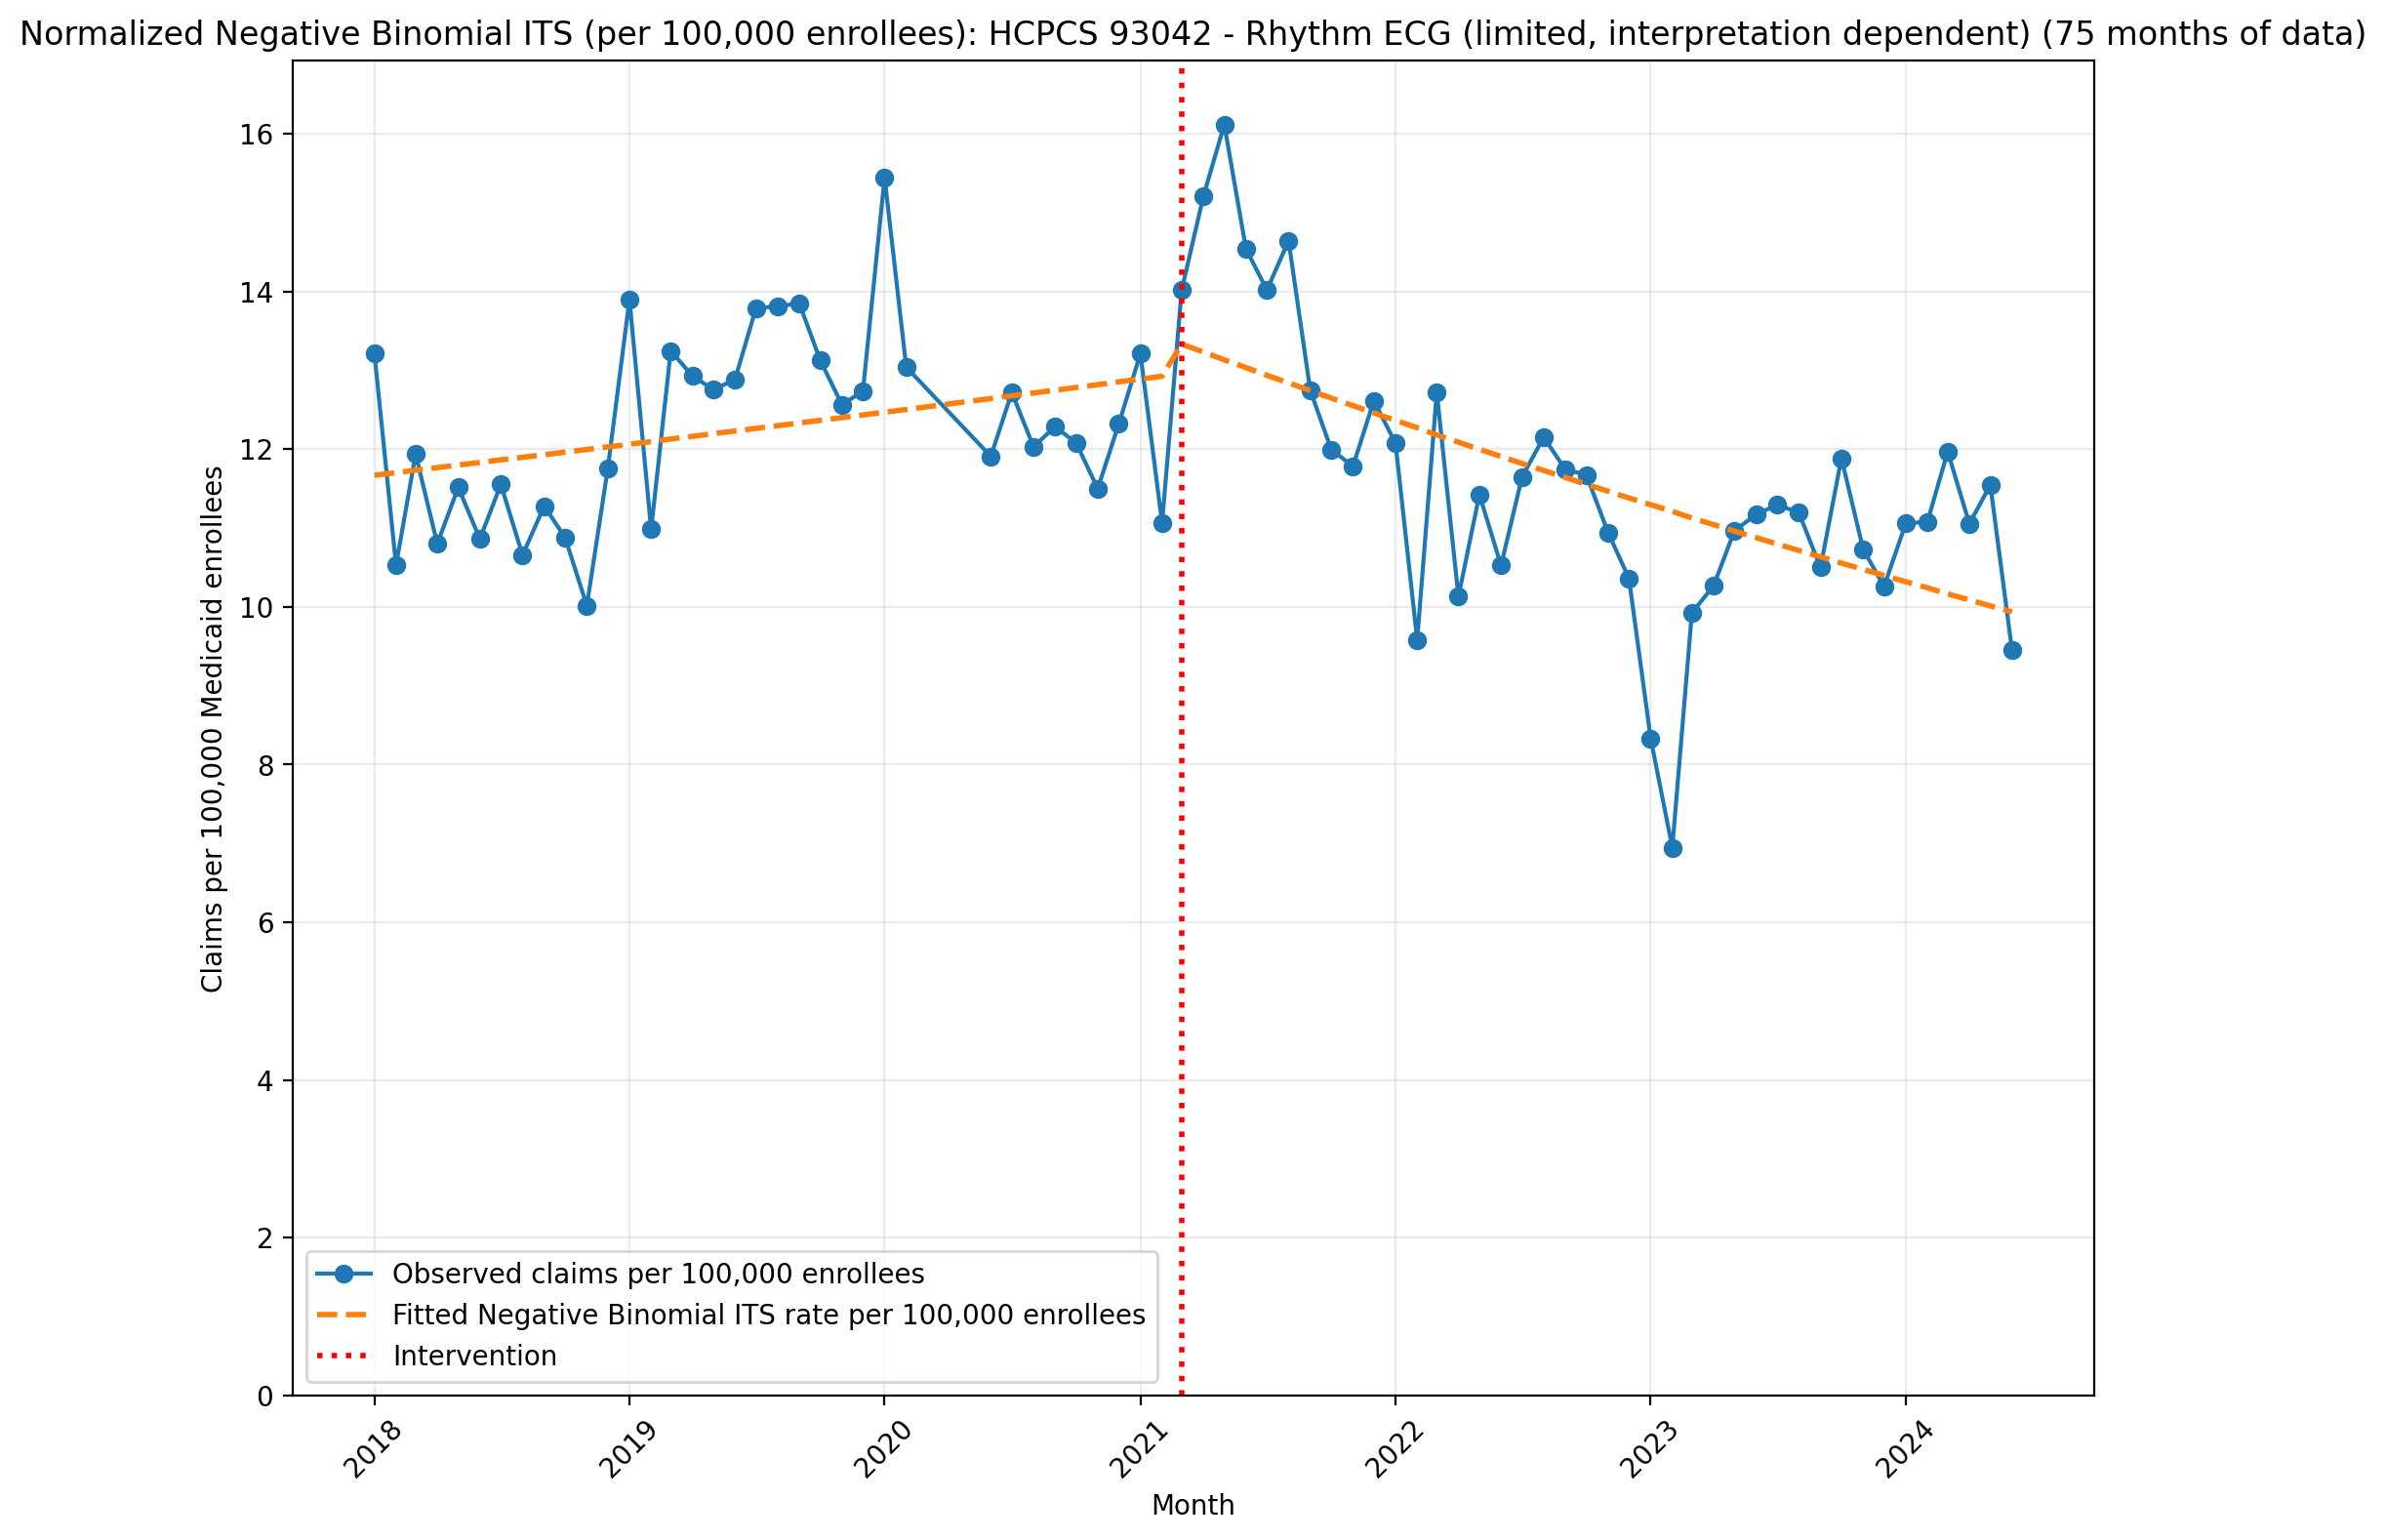 Normalized Negative Binomial ITS (per 100,000 enrollees): HCPCS 93042 - Rhythm ECG (limited, interpretation dependent) (75 months of data)
Claims per 100,000 Medicaid enrollees
16
14
12
10
8
6
4
2
0
Observed claims per 100,000 enrollees
Fitted Negative Binomial ITS rate per 100,000 enrollees
Intervention
2018
2019
2020
2021
2022
2023
2024
Month